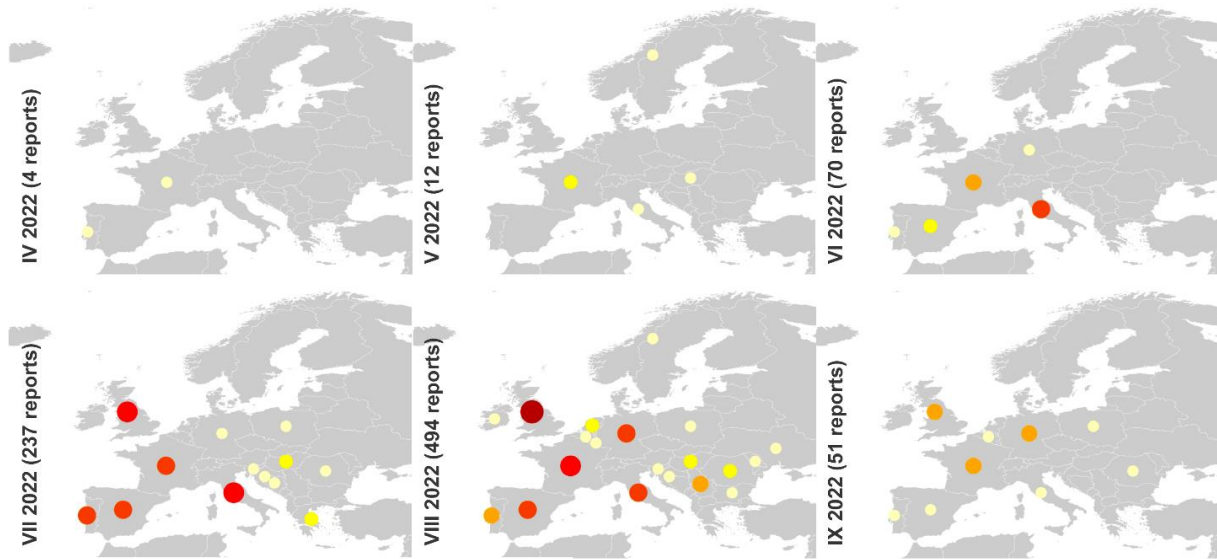 IV 2022 (4 reports)
V 2022 (12 reports)
VI 2022 (70 reports)
VII 2022 (237 reports)
VIII 2022 (494 reports)
IX 2022 (51 reports)